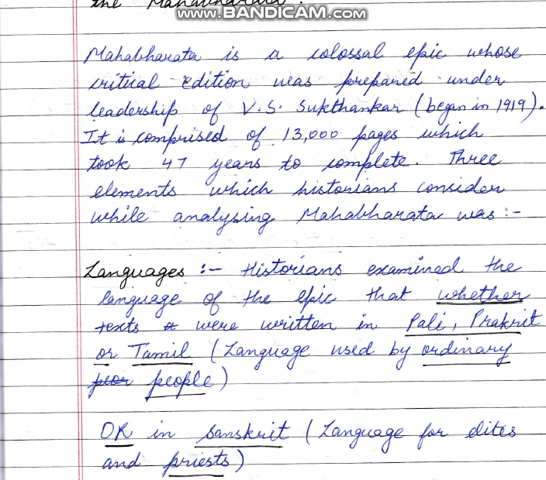 the Mahabharata.
www.BANDICAM.com
Mahabharata is a colossal epic whose
critical edition was prepared under
leadership of V.S. Sukthankar (began in 1919).
It is comprised of 13,000 pages which
took 47 years to complete. Three
elements which historians consider
while analysing Mahabharata was :-
Languages :- Historians examined the
language of the epic that whether
texts were written in Pali, Prakrit
or Tamil (Language used by ordinary
people)
OR in Sanskrit (Language for elites
and priests)